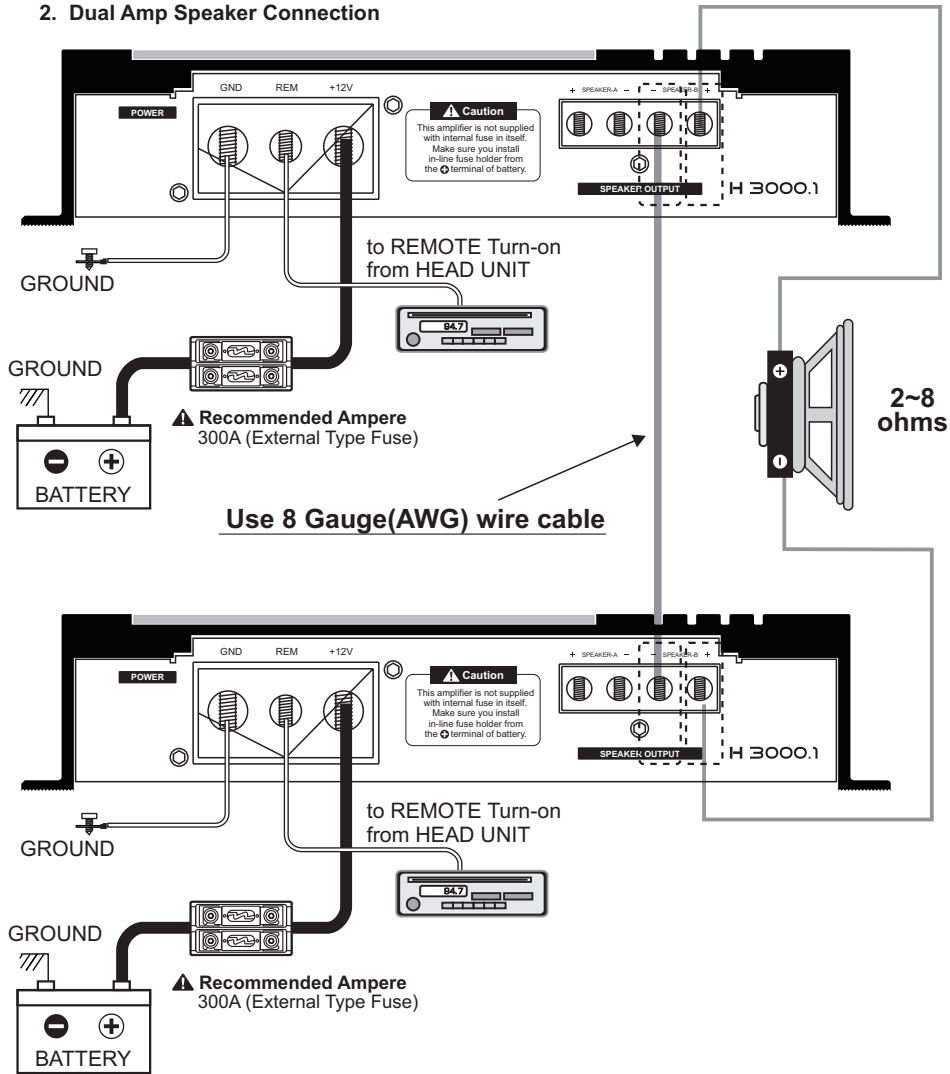 2. Dual Amp Speaker Connection
GND REM +12V
POWER
Caution
This amplifier is not supplied
with internal fuse in itself.
Make sure you install
in-line fuse holder from
the + terminal of battery.
+ SPEAKER-A − − SPEAKER-B +
SPEAKER OUTPUT
H 3000.1
to REMOTE Turn-on
from HEAD UNIT
GROUND
94.7
GROUND
Recommended Ampere
300A (External Type Fuse)
BATTERY
+
−
2~8
ohms
Use 8 Gauge(AWG) wire cable
GND REM +12V
POWER
Caution
This amplifier is not supplied
with internal fuse in itself.
Make sure you install
in-line fuse holder from
the + terminal of battery.
+ SPEAKER-A − − SPEAKER-B +
SPEAKER OUTPUT
H 3000.1
to REMOTE Turn-on
from HEAD UNIT
GROUND
94.7
GROUND
Recommended Ampere
300A (External Type Fuse)
BATTERY